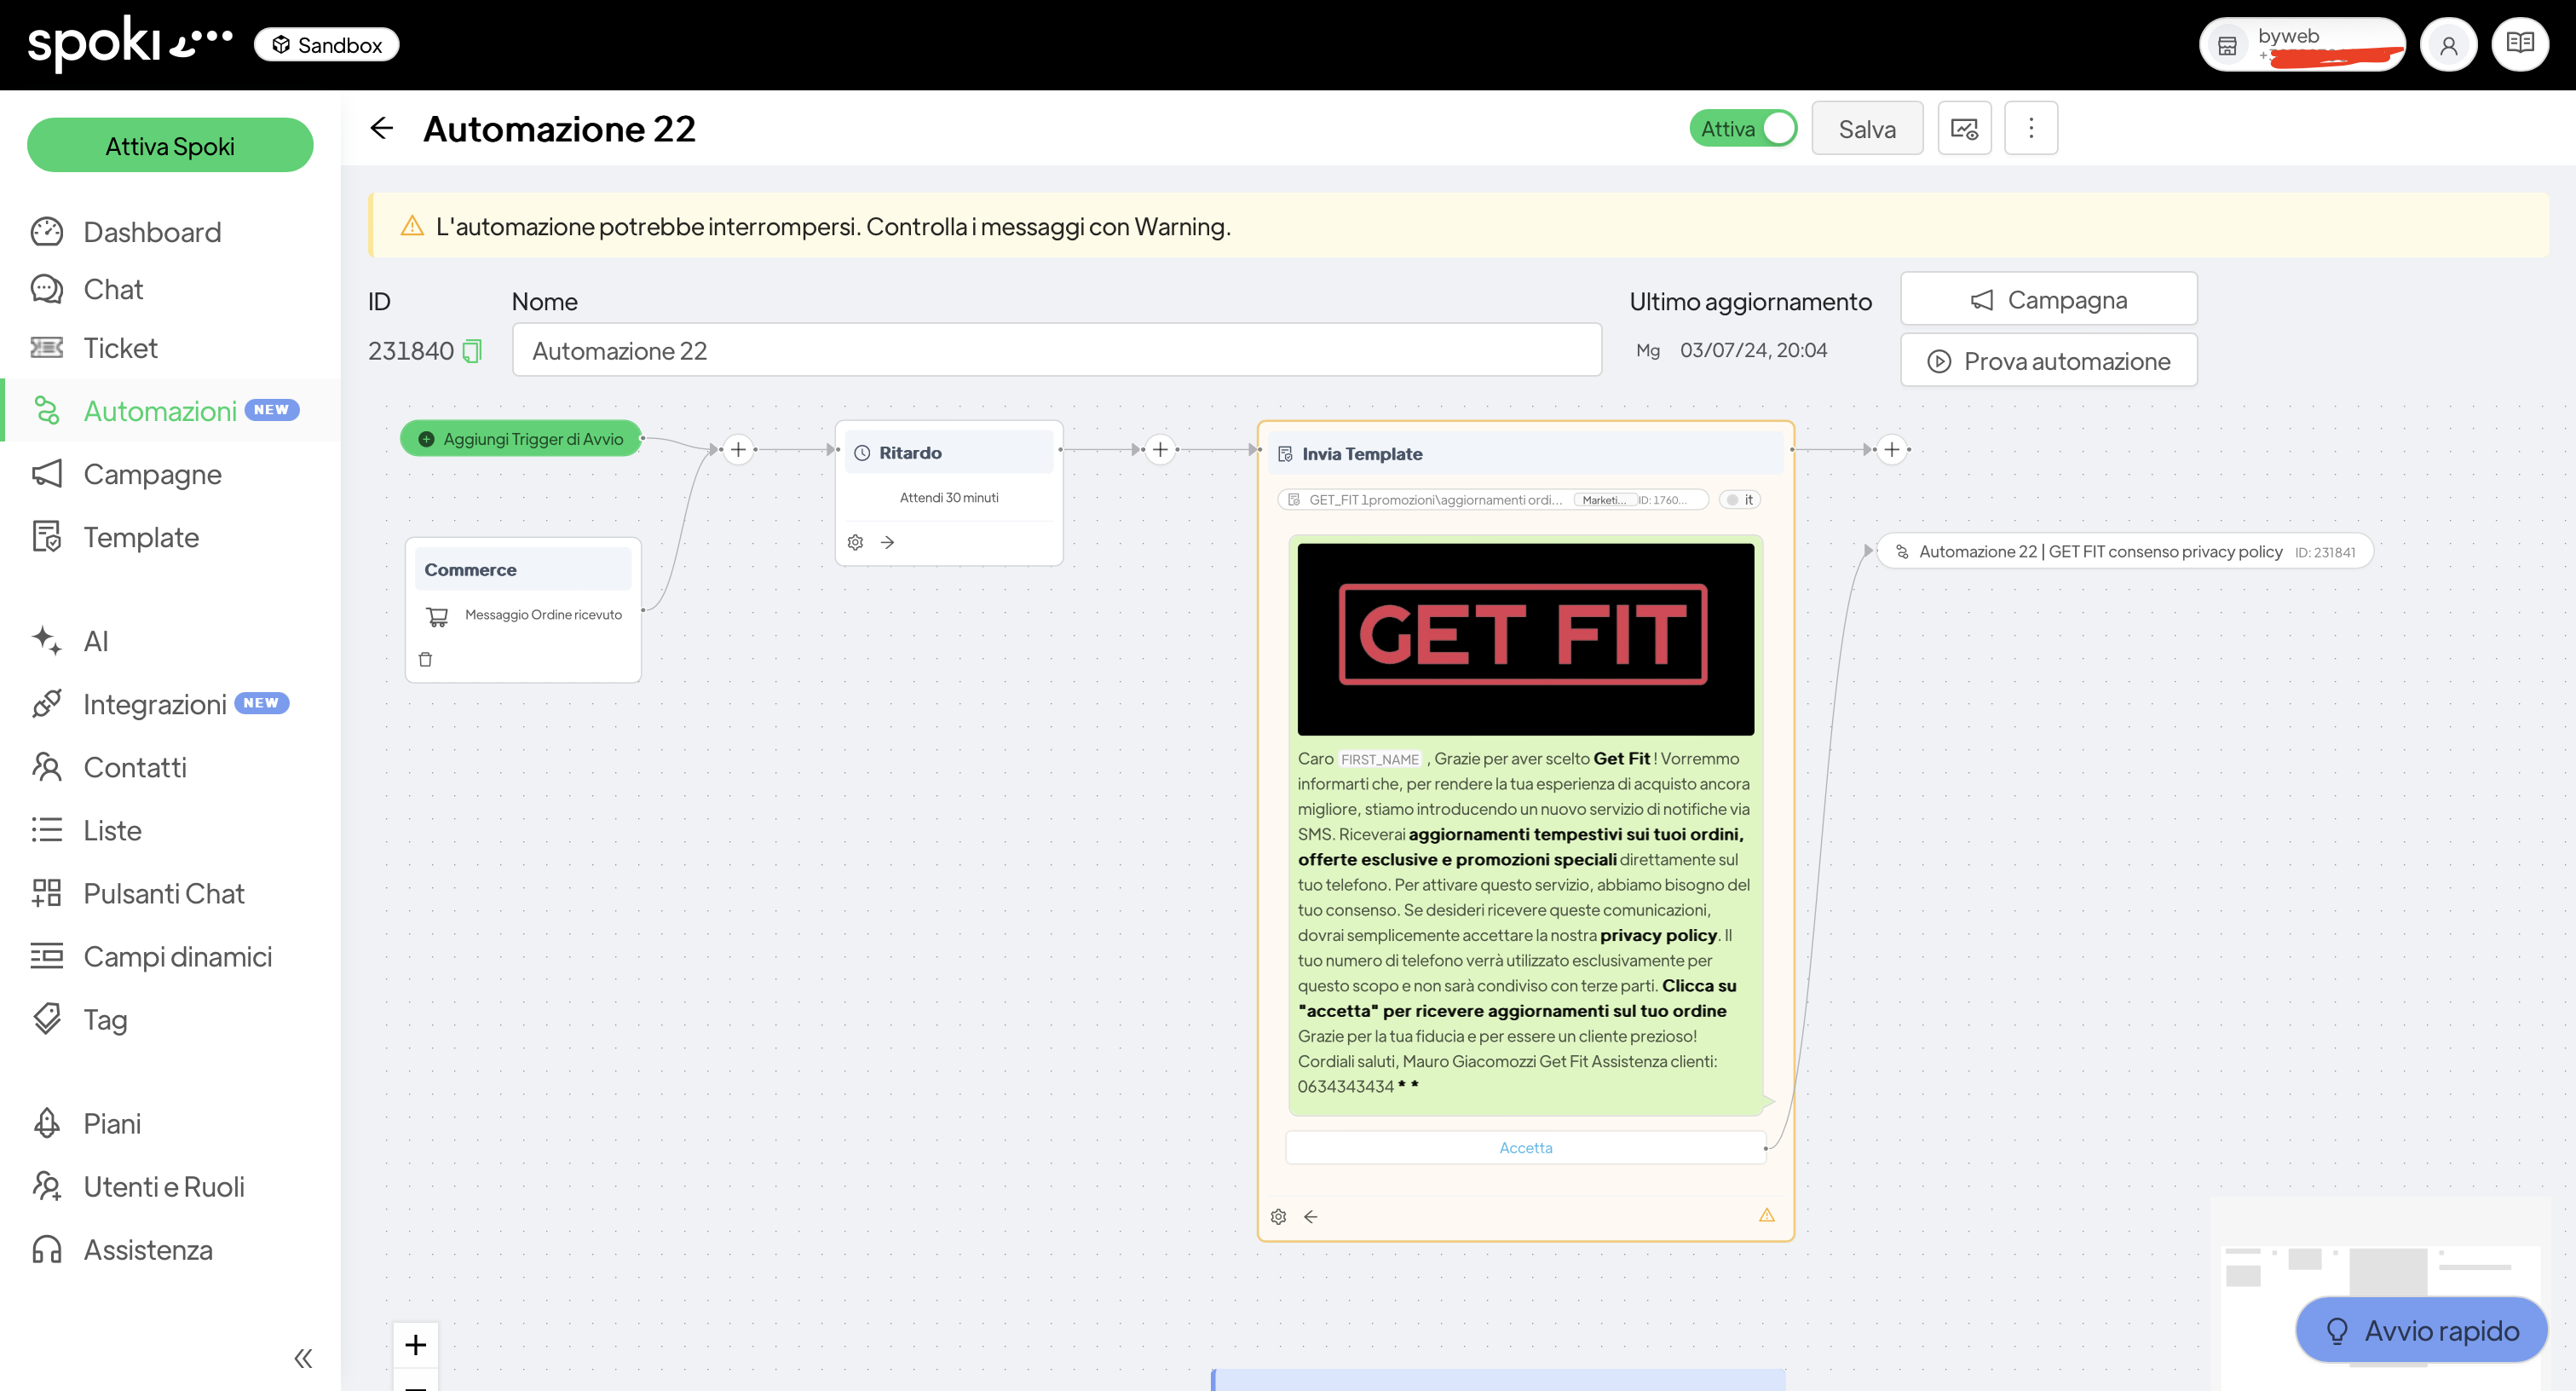 spoki
Sandbox
byweb
Attiva Spoki
Dashboard
Chat
Ticket
Automazioni NEW
Campagne
Template
AI
Integrazioni NEW
Contatti
Liste
Pulsanti Chat
Campi dinamici
Tag
Piani
Utenti e Ruoli
Assistenza
Automazione 22
Attiva
Salva
L'automazione potrebbe interrompersi. Controlla i messaggi con Warning.
ID
231840
Nome
Automazione 22
Ultimo aggiornamento
Mg 03/07/24, 20:04
Campagna
Prova automazione
Aggiungi Trigger di Avvio
Commerce
Messaggio Ordine ricevuto
Ritardo
Attendi 30 minuti
Invia Template
GET_FIT 1promozioni\aggiornamenti ordi... Marketi... ID: 1760... it
GET FIT
Caro FIRST_NAME , Grazie per aver scelto Get Fit ! Vorremmo
informarti che, per rendere la tua esperienza di acquisto ancora
migliore, stiamo introducendo un nuovo servizio di notifiche via
SMS. Riceverai aggiornamenti tempestivi sui tuoi ordini,
offerte esclusive e promozioni speciali direttamente sul
tuo telefono. Per attivare questo servizio, abbiamo bisogno del
tuo consenso. Se desideri ricevere queste comunicazioni,
dovrai semplicemente accettare la nostra privacy policy. Il
tuo numero di telefono verrà utilizzato esclusivamente per
questo scopo e non sarà condiviso con terze parti. Clicca su
"accetta" per ricevere aggiornamenti sul tuo ordine
Grazie per la tua fiducia e per essere un cliente prezioso!
Cordiali saluti, Mauro Giacomozzi Get Fit Assistenza clienti:
0634343434 * *
Accetta
Automazione 22 | GET FIT consenso privacy policy ID: 231841
Avvio rapido